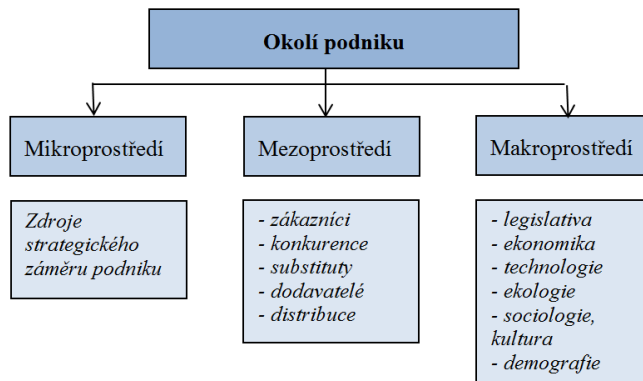 Okolí podniku
Mikroprostředí
Mezoprostředí
Makroprostředí
Zdroje
strategického
záměru podniku
- zákazníci
- konkurence
- substituty
- dodavatelé
- distribuce
- legislativa
- ekonomika
- technologie
- ekologie
- sociologie,
kultura
- demografie